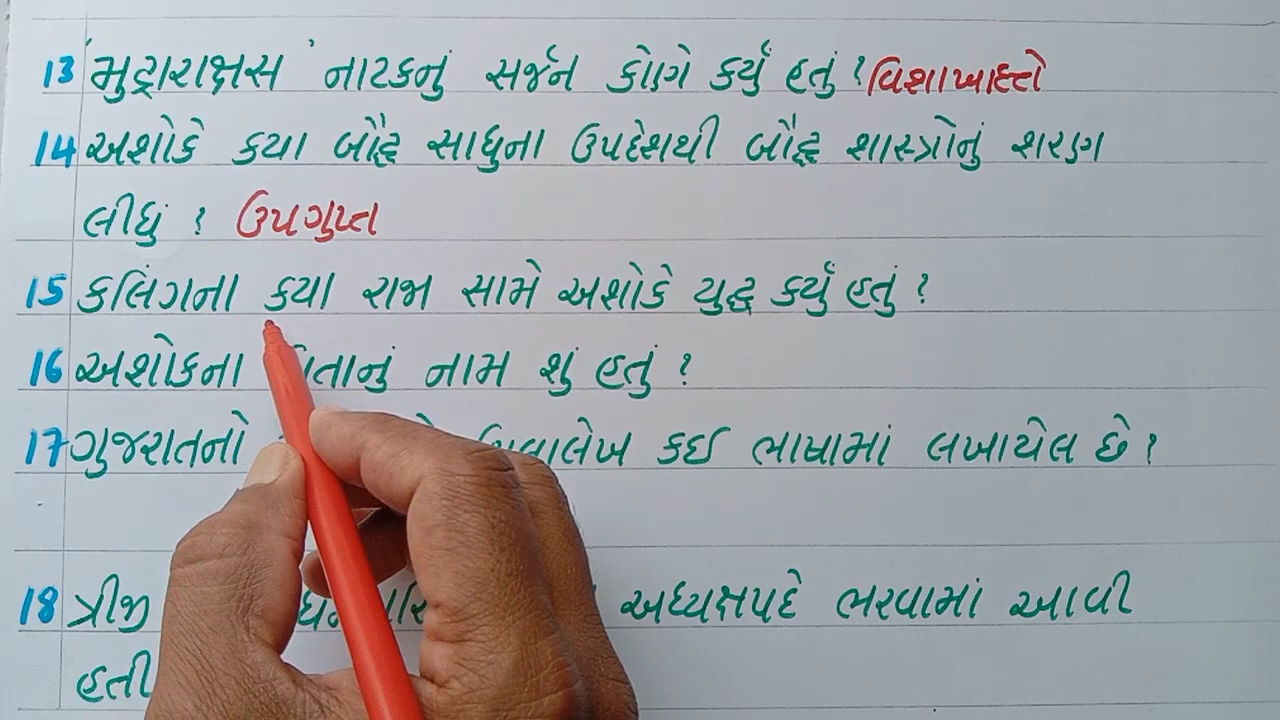 13 'મુદ્રારાક્ષસ' નાટકનું સર્જન કોણે કર્યું હતું ? વિશાખાદત્તે
14 અશોકે કયા બૌદ્ધ સાધુના ઉપદેશથી બૌદ્ધ શાસ્ત્રોનું શરણ
લીધું ? ઉપગુપ્ત
15 કલિંગના કયા રાજા સામે અશોકે યુદ્ધ કર્યું હતું ?
16 અશોકના નામ શું હતું ?
17 ગુજરાતનો કઈ ભાષામાં લખાયેલ છે ?
18 ત્રીજી અધ્યક્ષપદે ભરવામાં આવી
હતી